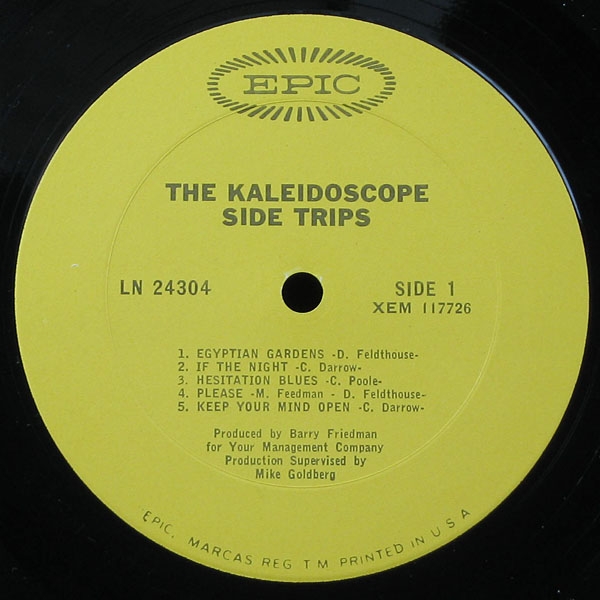 EPIC
THE KALEIDOSCOPE
SIDE TRIPS
LN 24304
SIDE 1
XEM 117726
1. EGYPTIAN GARDENS -D. Feldthouse-
2. IF THE NIGHT -C. Darrow-
3. HESITATION BLUES -C. Poole-
4. PLEASE -M. Feedman - D. Feldthouse-
5. KEEP YOUR MIND OPEN -C. Darrow-
Produced by Barry Friedman
for Your Management Company
Production Supervised by
Mike Goldberg
EPIC. MARCAS REG T M PRINTED IN U S A